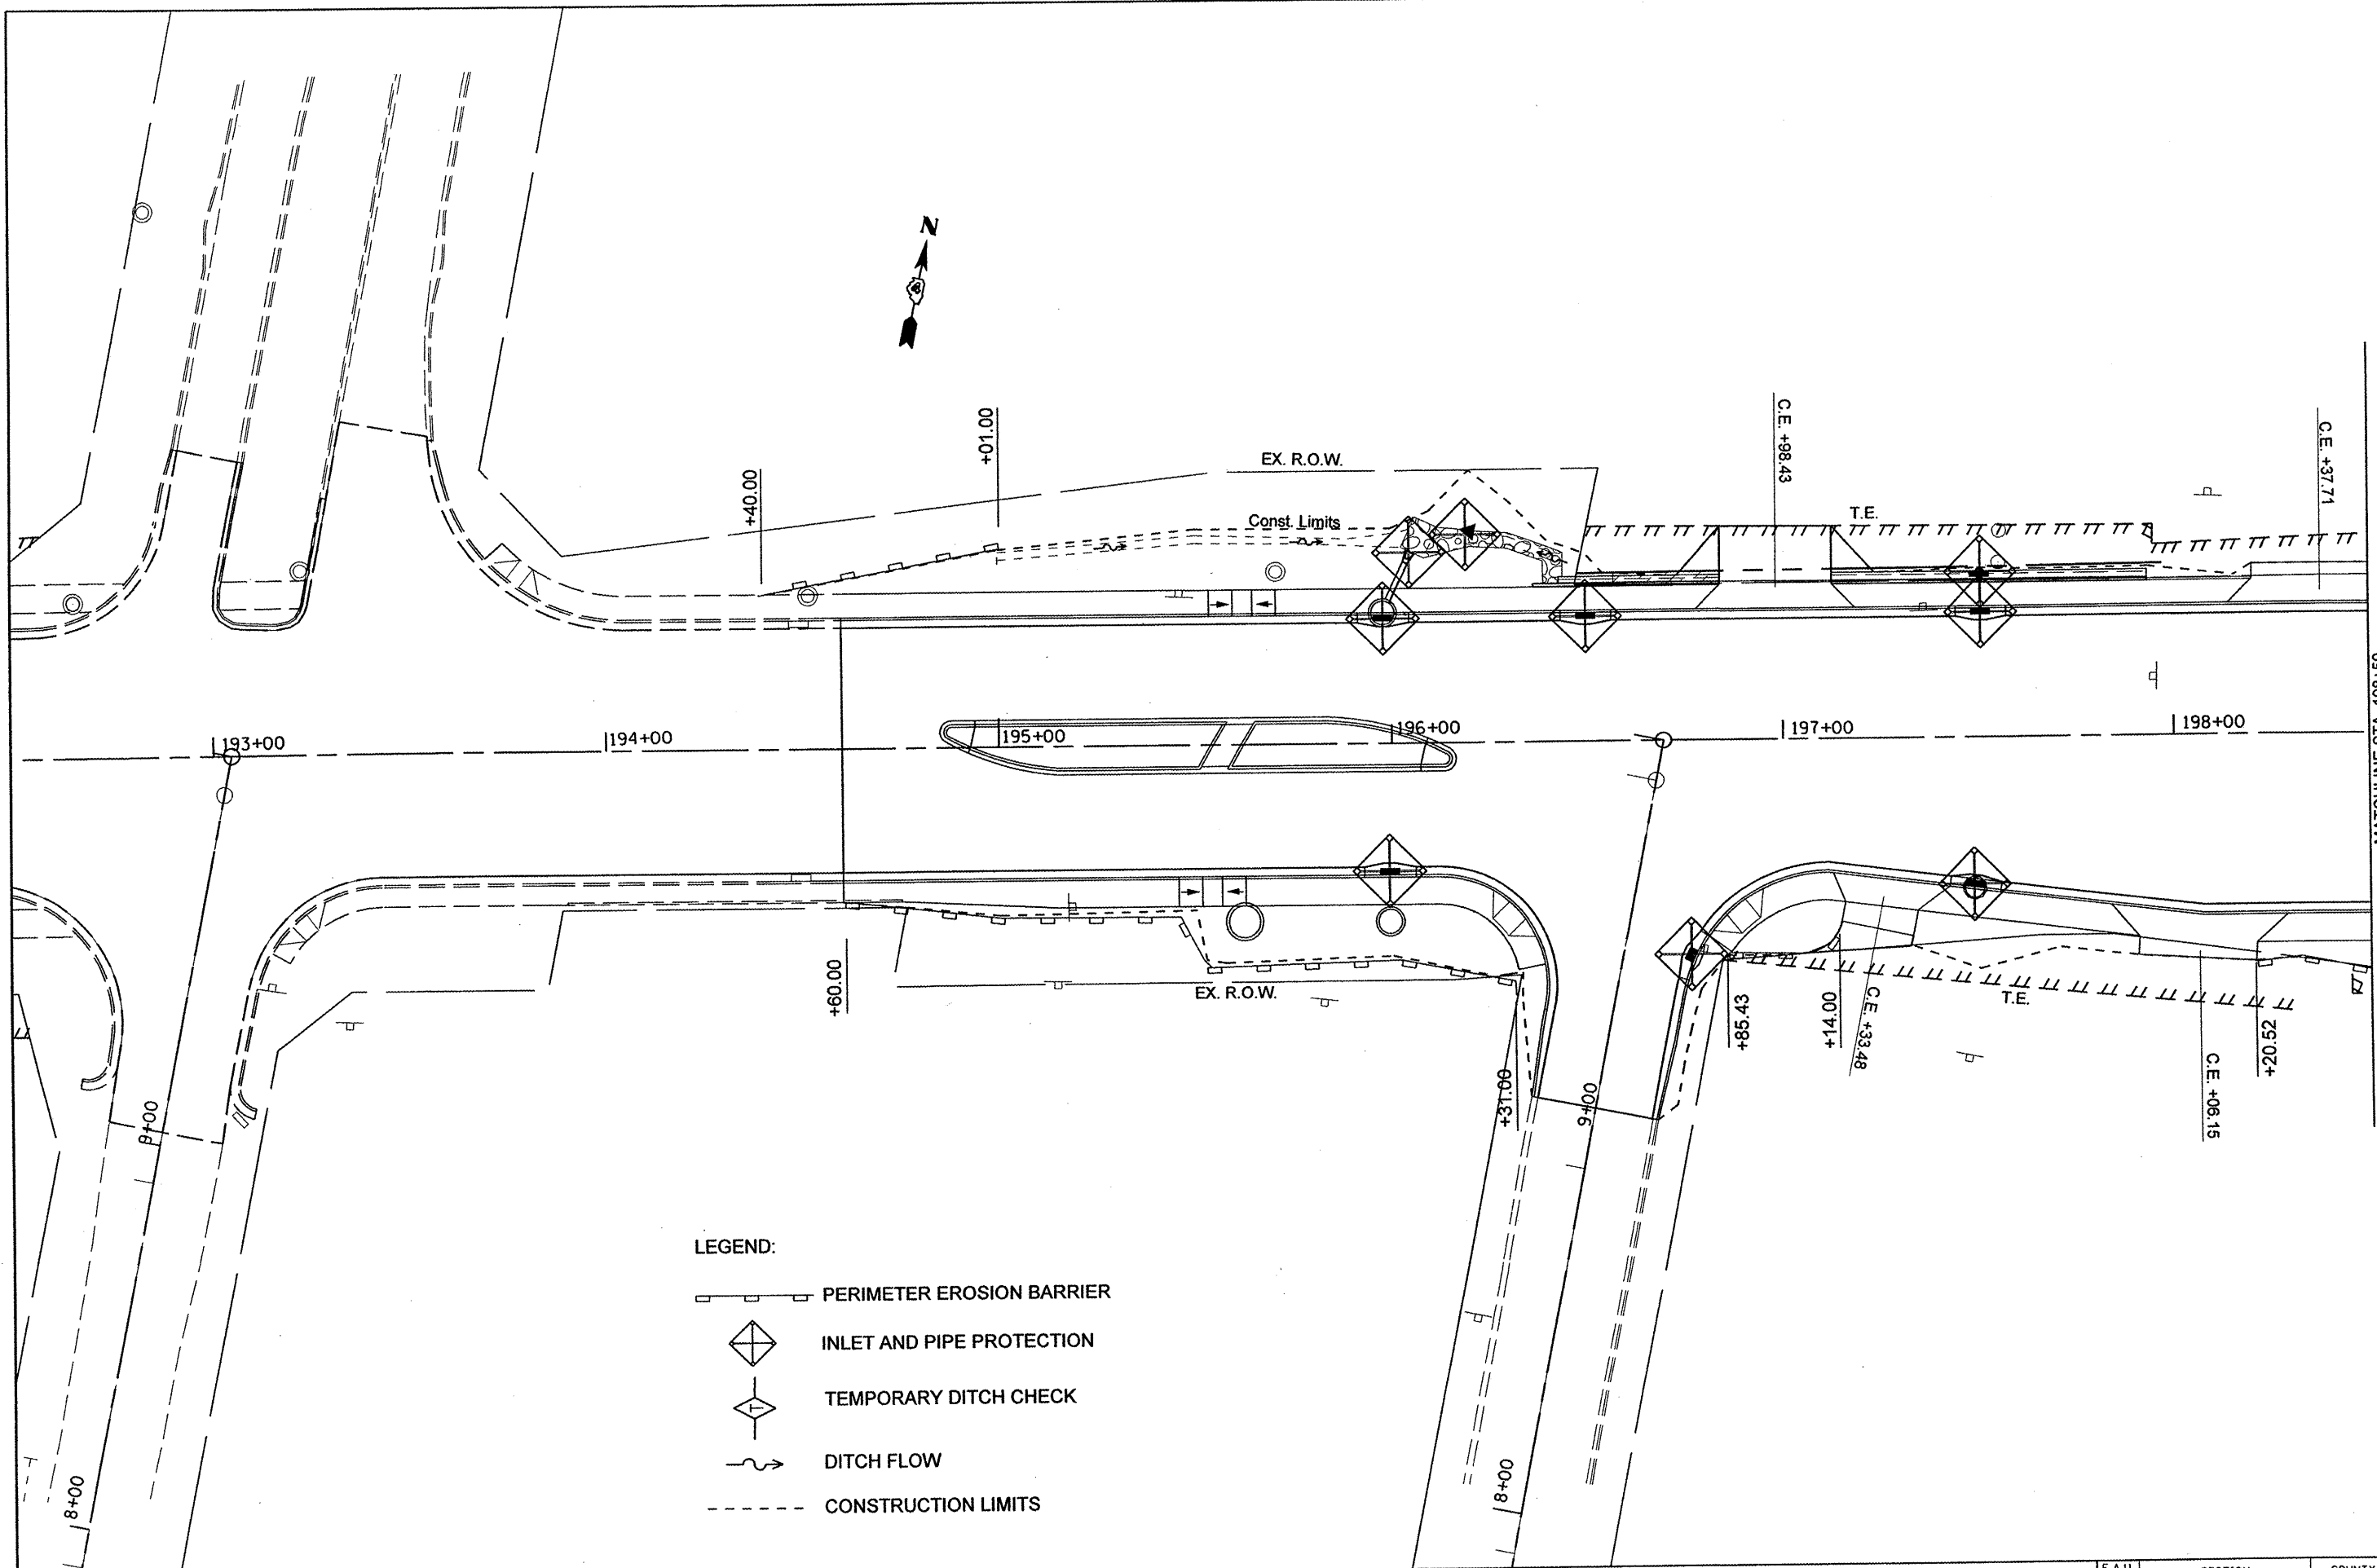 N
+01.00
+40.00
EX. R.O.W.
Const. Limits
C.E. +98.43
T.E.
C.E. +37.71
193+00
194+00
195+00
196+00
197+00
198+00
+60.00
EX. R.O.W.
+31.00
+85.43
+14.00
C.E. +33.48
T.E.
C.E. +06.15
+20.52
9+00
9+00
8+00
8+00
LEGEND:
PERIMETER EROSION BARRIER
INLET AND PIPE PROTECTION
T
TEMPORARY DITCH CHECK
DITCH FLOW
CONSTRUCTION LIMITS